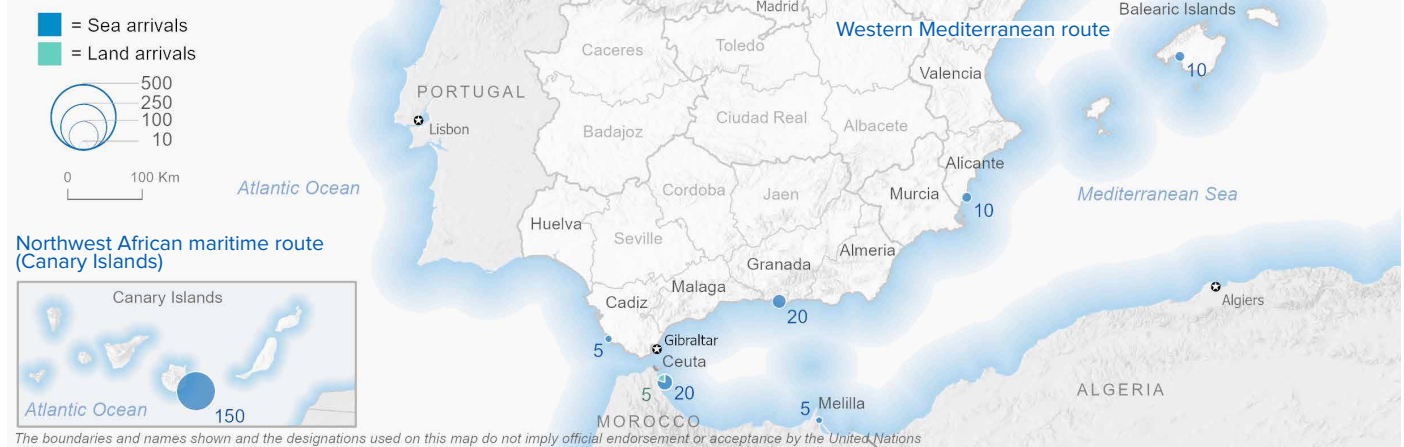 = Sea arrivals
= Land arrivals
500
250
100
10
0 100 Km
Northwest African maritime route
(Canary Islands)
Canary Islands
Atlantic Ocean
150
Atlantic Ocean
PORTUGAL
Lisbon
Madrid
Western Mediterranean route
Balearic Islands
10
Caceres
Toledo
Valencia
Badajoz
Ciudad Real
Albacete
Alicante
10
Cordoba
Jaen
Murcia
Mediterranean Sea
Huelva
Seville
Almeria
Granada
20
Malaga
Cadiz
5
Gibraltar
Ceuta
5 20
Melilla
5
MOROCCO
Algiers
ALGERIA
The boundaries and names shown and the designations used on this map do not imply official endorsement or acceptance by the United Nations